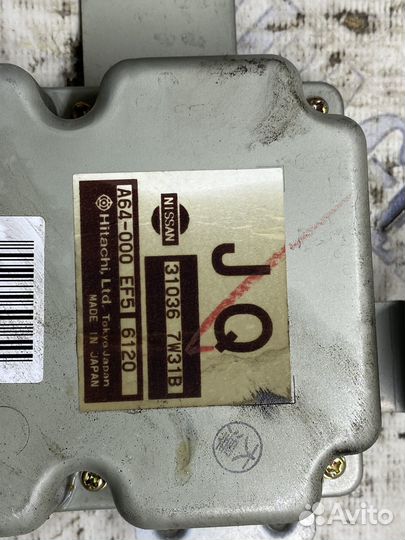 JQ
NISSAN
31036 7W31B
A64-000 EF5 6120
Hitachi, Ltd. Tokyo Japan
MADE IN JAPAN
Avito